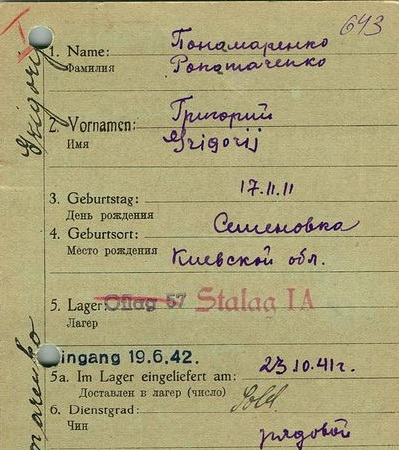 643
1. Name: Понамаренко
Фамилия Ponamarenko
2. Vornamen: Григорий
Имя Grigorij
3. Geburtstag: 17.11.11
День рождения
4. Geburtsort: Семеновка
Место рождения Киевской обл.
5. Lager: Oflag 57 Stalag IA
Лагерь
Eingang 19.6.42.
5a. Im Lager eingeliefert am: 23.10.41г.
Доставлен в лагерь (число) Sold.
6. Dienstgrad:
Чин рядовой
Grigorij